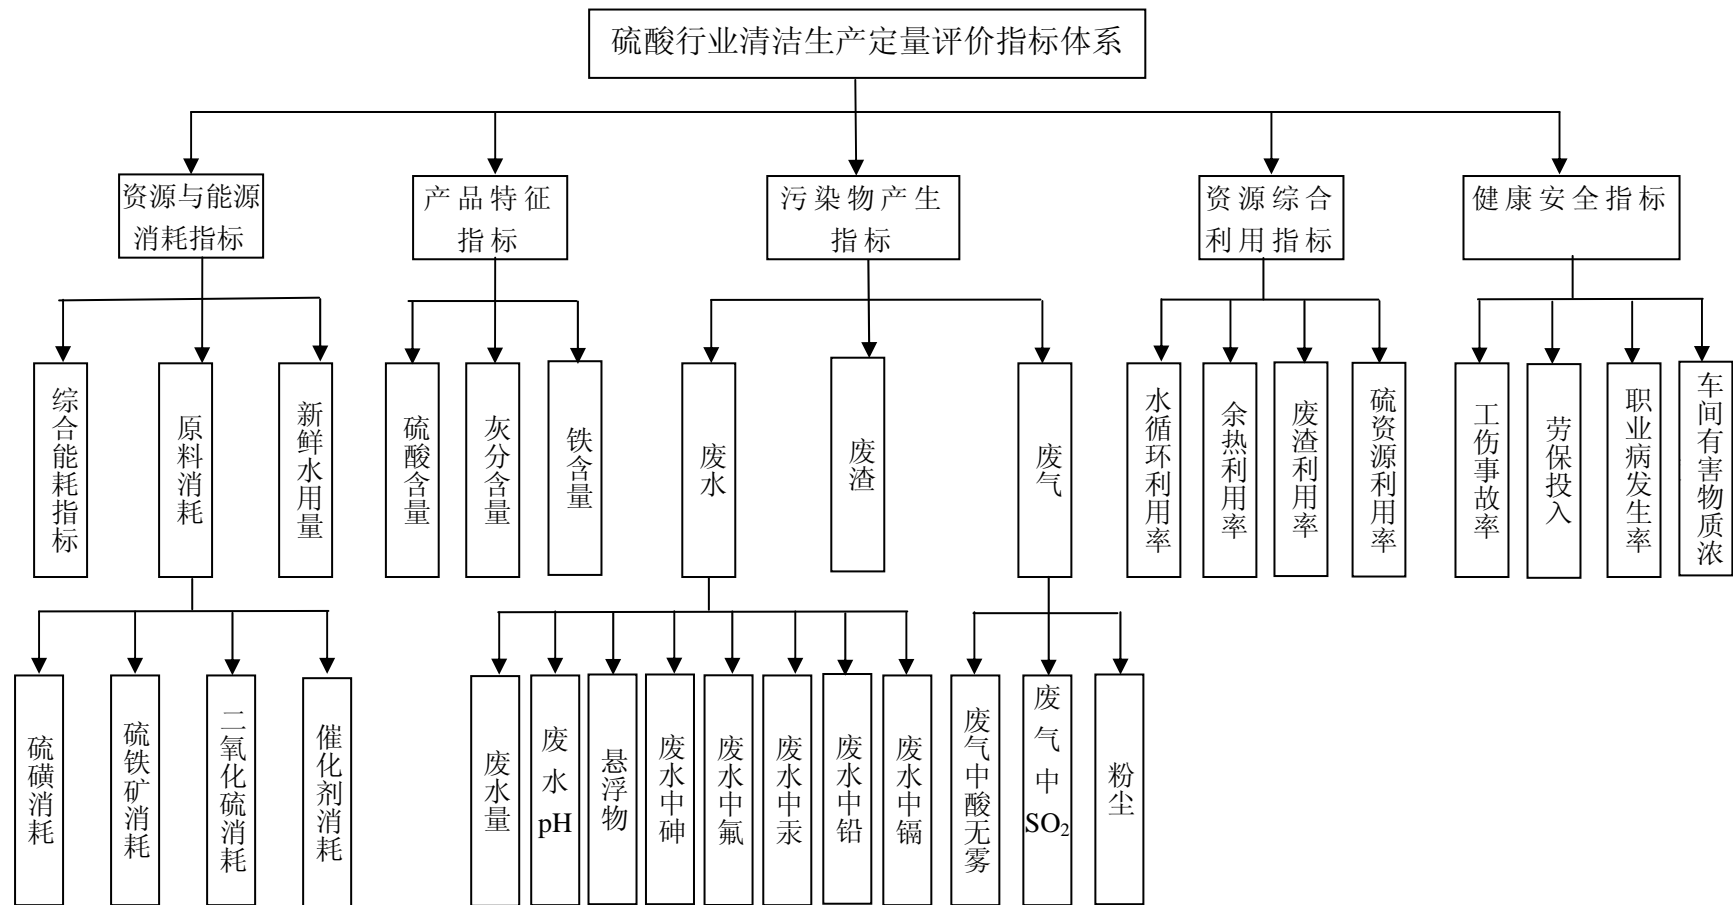 硫酸行业清洁生产定量评价指标体系
资源与能源
消耗指标
产品特征
指标
污染物产生
指标
资源综合
利用指标
健康安全指标
综合能耗指标
原料消耗
新鲜水用量
硫酸含量
灰分含量
铁含量
废水
废渣
废气
水循环利用率
余热利用率
废渣利用率
硫资源利用率
工伤事故率
劳保投入
职业病发生率
车间有害物质浓
硫磺消耗
硫铁矿消耗
二氧化硫消耗
催化剂消耗
废水量
废水pH
悬浮物
废水中砷
废水中氟
废水中汞
废水中铅
废水中镉
废气中酸无雾
废气中SO₂
粉尘